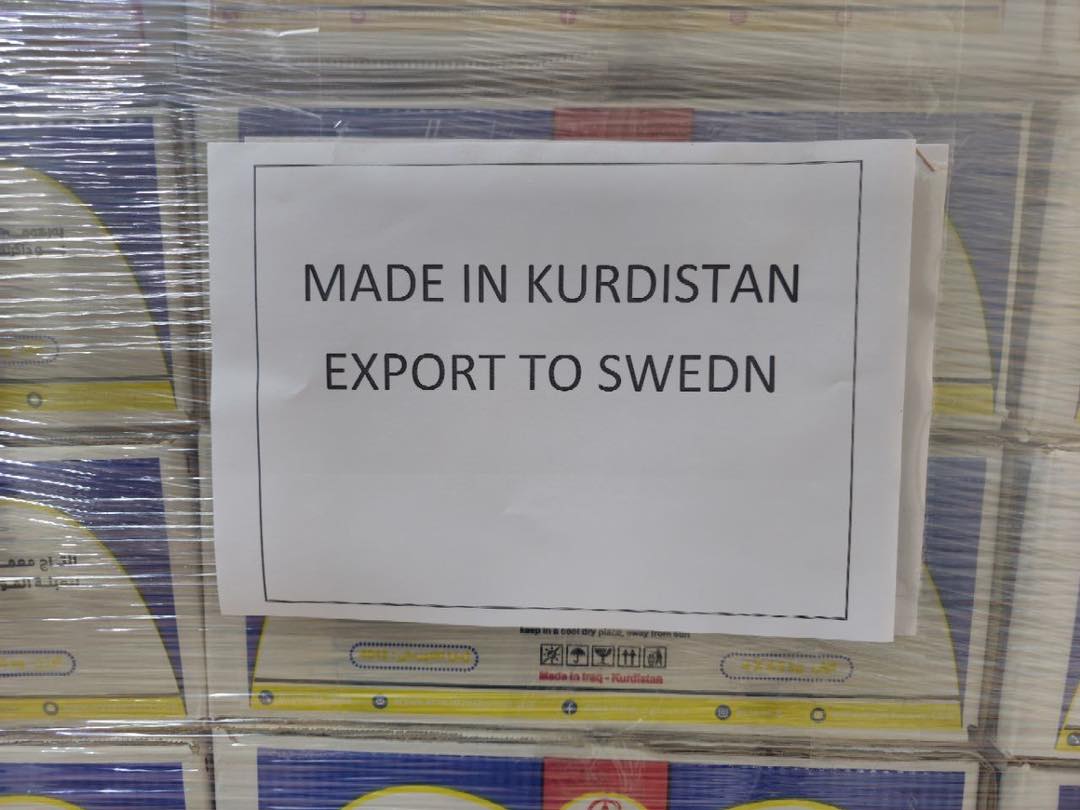 MADE IN KURDISTAN
EXPORT TO SWEDN
keep in a cool dry place, away from sun
Made in Iraq - Kurdistan